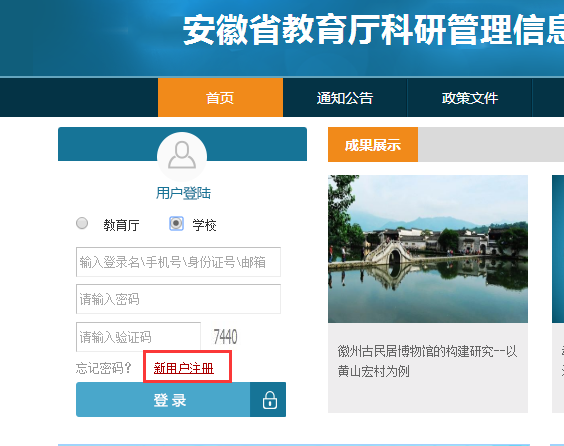 安徽省教育厅科研管理信息
首页
通知公告
政策文件
用户登陆
教育厅
学校
输入登录名\手机号\身份证号\邮箱
请输入密码
请输入验证码
7440
忘记密码?
新用户注册
登 录
成果展示
徽州古民居博物馆的构建研究--以
黄山宏村为例